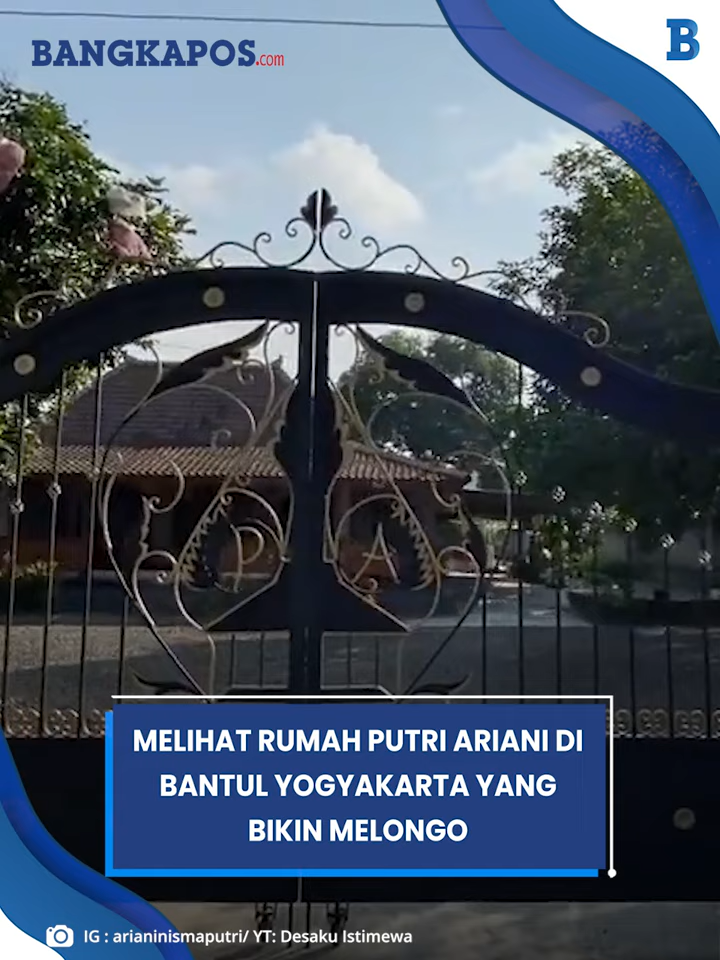 BANGKAPOS.com
B
P A
MELIHAT RUMAH PUTRI ARIANI DI
BANTUL YOGYAKARTA YANG
BIKIN MELONGO
IG : arianinismaputri/ YT: Desaku Istimewa